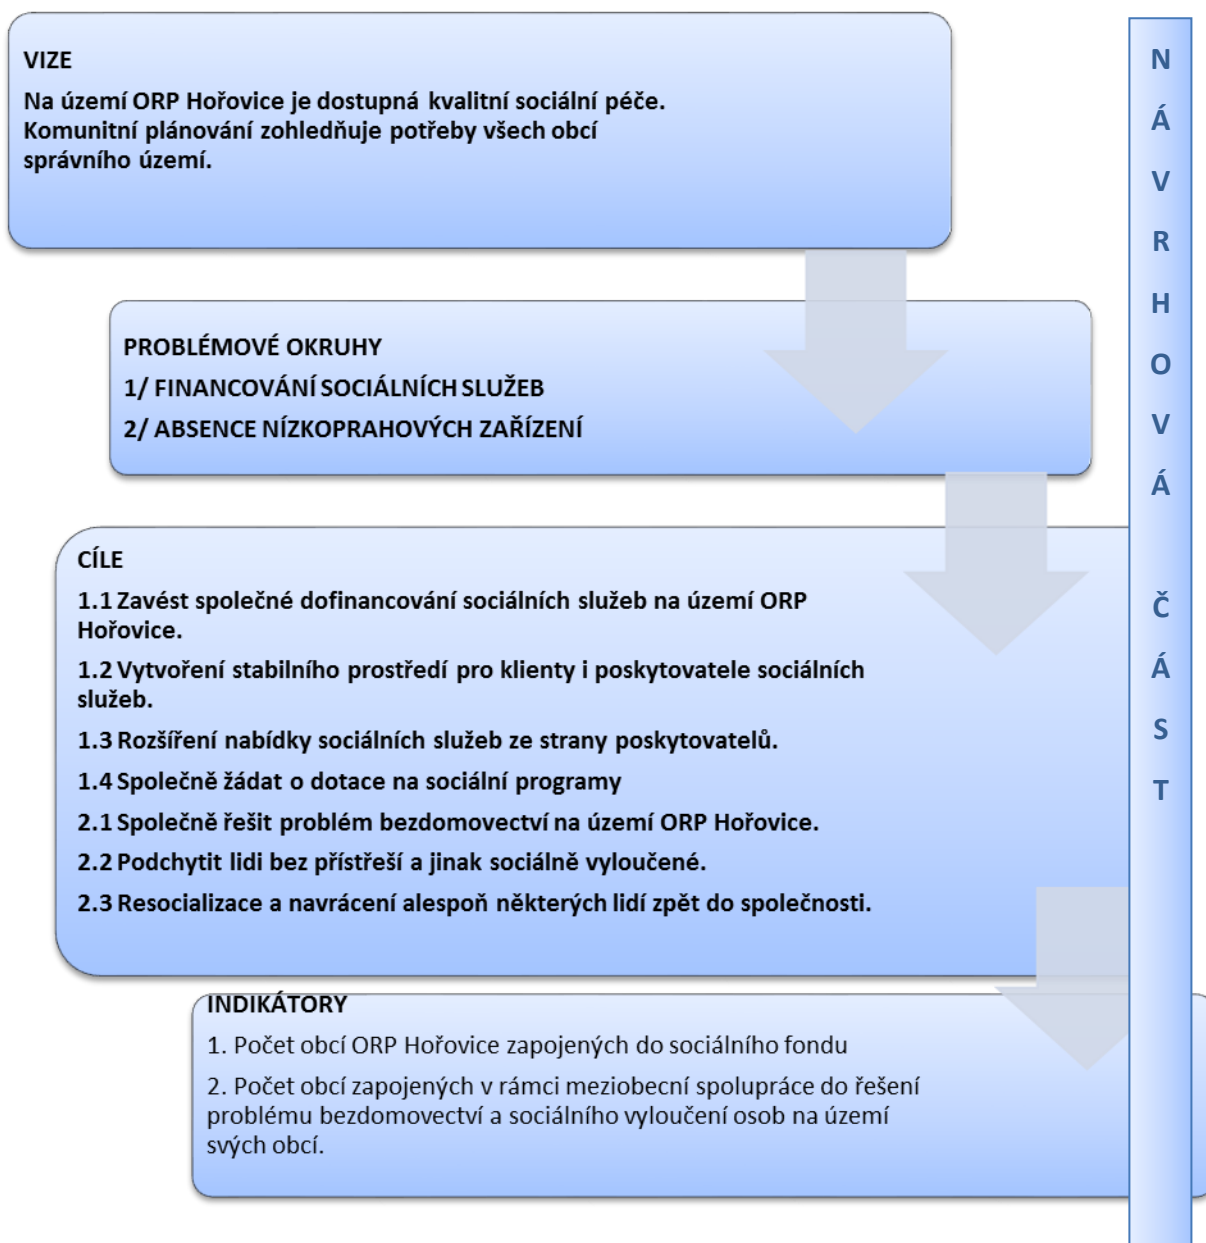 VIZE
Na území ORP Hořovice je dostupná kvalitní sociální péče.
Komunitní plánování zohledňuje potřeby všech obcí
správního území.
PROBLÉMOVÉ OKRUHY
1/ FINANCOVÁNÍ SOCIÁLNÍCH SLUŽEB
2/ ABSENCE NÍZKOPRAHOVÝCH ZAŘÍZENÍ
CÍLE
1.1 Zavést společné dofinancování sociálních služeb na území ORP
Hořovice.
1.2 Vytvoření stabilního prostředí pro klienty i poskytovatele sociálních
služeb.
1.3 Rozšíření nabídky sociálních služeb ze strany poskytovatelů.
1.4 Společně žádat o dotace na sociální programy
2.1 Společně řešit problém bezdomovectví na území ORP Hořovice.
2.2 Podchytit lidi bez přístřeší a jinak sociálně vyloučené.
2.3 Resocializace a navrácení alespoň některých lidí zpět do společnosti.
INDIKÁTORY
1. Počet obcí ORP Hořovice zapojených do sociálního fondu
2. Počet obcí zapojených v rámci meziobecní spolupráce do řešení
problému bezdomovectví a sociálního vyloučení osob na území
svých obcí.
NÁVRHOVÁ ČÁST